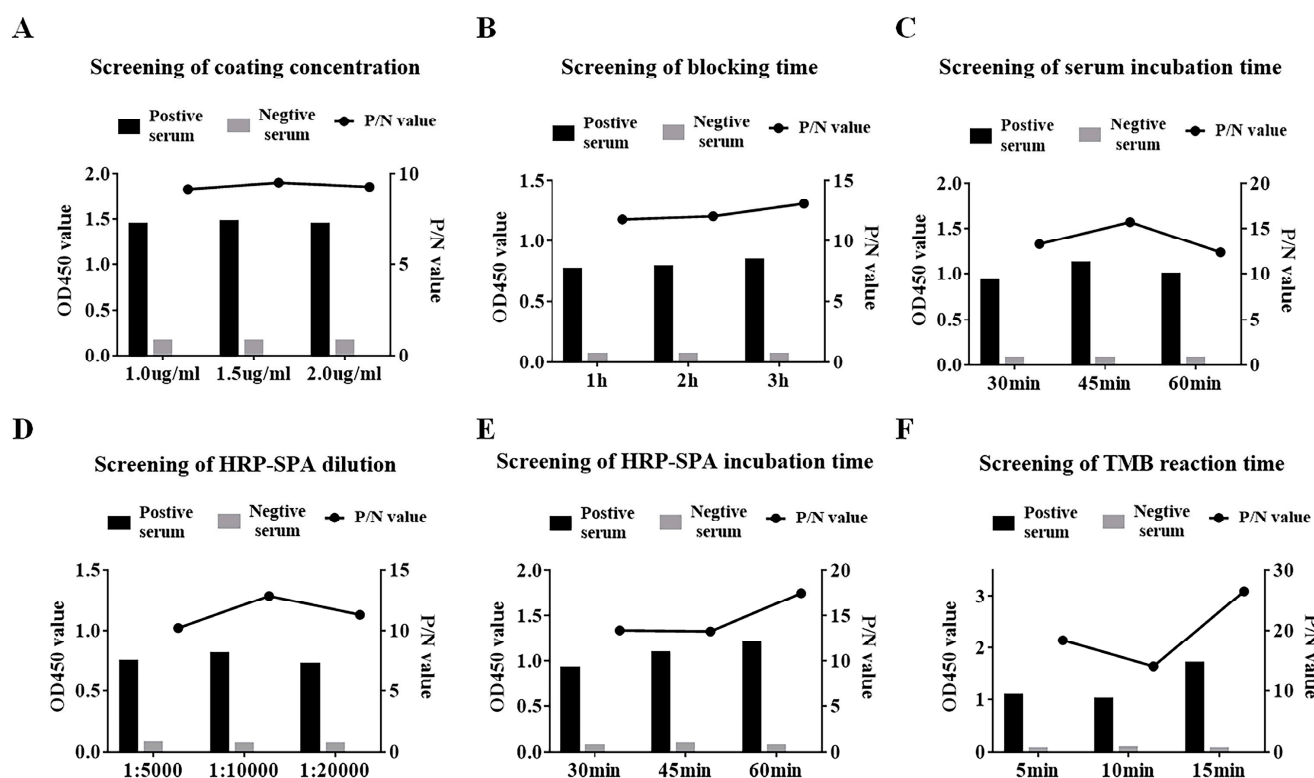 A
Screening of coating concentration
Postive serum
Negtive serum
P/N value
OD450 value
2.0
1.5
1.0
0.5
0.0
10
5
0
P/N value
1.0ug/ml 1.5ug/ml 2.0ug/ml
B
Screening of blocking time
Postive serum
Negtive serum
P/N value
OD450 value
1.5
1.0
0.5
0.0
15
10
5
0
P/N value
1h 2h 3h
C
Screening of serum incubation time
Postive serum
Negtive serum
P/N value
OD450 value
2.0
1.5
1.0
0.5
0.0
20
15
10
5
0
P/N value
30min 45min 60min
D
Screening of HRP-SPA dilution
Postive serum
Negtive serum
P/N value
OD450 value
1.5
1.0
0.5
0.0
15
10
5
0
P/N value
1:5000 1:10000 1:20000
E
Screening of HRP-SPA incubation time
Postive serum
Negtive serum
P/N value
OD450 value
2.0
1.5
1.0
0.5
0.0
20
15
10
5
0
P/N value
30min 45min 60min
F
Screening of TMB reaction time
Postive serum
Negtive serum
P/N value
OD450 value
3
2
1
0
30
20
10
0
P/N value
5min 10min 15min